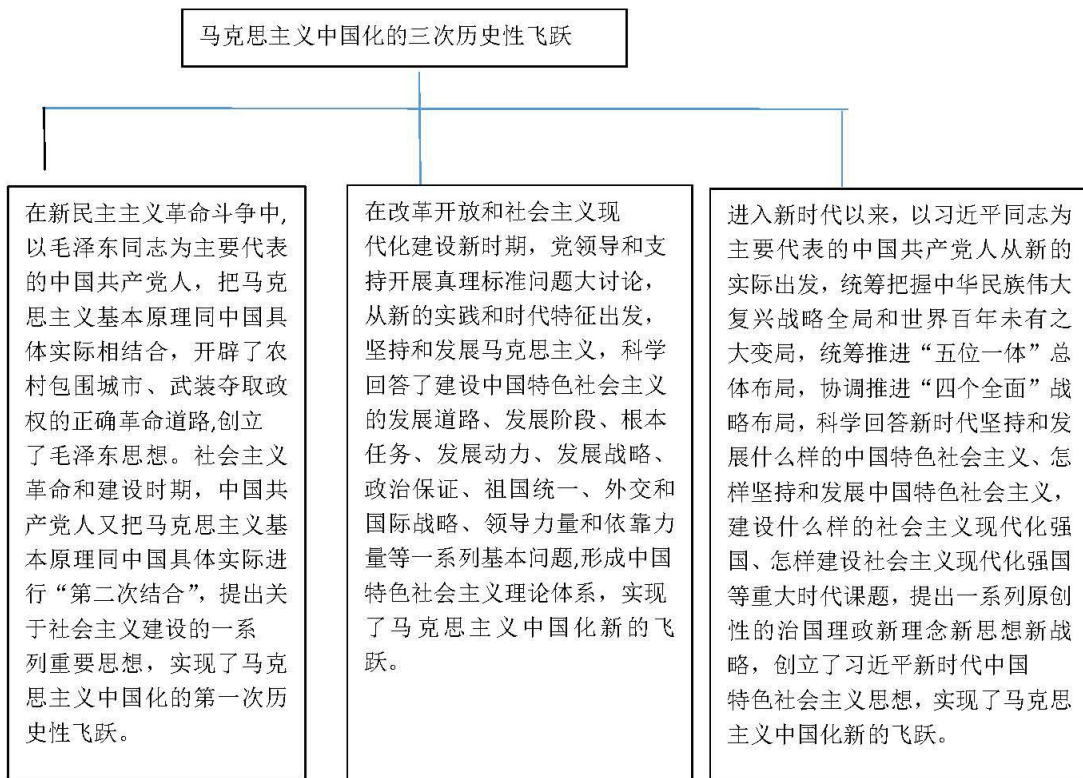 马克思主义中国化的三次历史性飞跃
在新民主主义革命斗争中,
以毛泽东同志为主要代表
的中国共产党人，把马克
思主义基本原理同中国具
体实际相结合，开辟了农
村包围城市、武装夺取政
权的正确革命道路,创立
了毛泽东思想。社会主义
革命和建设时期，中国共
产党人又把马克思主义基
本原理同中国具体实际进
行“第二次结合”，提出关
于社会主义建设的一系
列重要思想，实现了马克
思主义中国化的第一次历
史性飞跃。
在改革开放和社会主义现
代化建设新时期，党领导和支
持开展真理标准问题大讨论，
从新的实践和时代特征出发，
坚持和发展马克思主义，科学
回答了建设中国特色社会主义
的发展道路、发展阶段、根本
任务、发展动力、发展战略、
政治保证、祖国统一、外交和
国际战略、领导力量和依靠力
量等一系列基本问题,形成中国
特色社会主义理论体系，实现
了马克思主义中国化新的飞
跃。
进入新时代以来，以习近平同志为
主要代表的中国共产党人从新的
实际出发，统筹把握中华民族伟大
复兴战略全局和世界百年未有之
大变局，统筹推进“五位一体”总
体布局，协调推进“四个全面”战
略布局，科学回答新时代坚持和发
展什么样的中国特色社会主义、怎
样坚持和发展中国特色社会主义，
建设什么样的社会主义现代化强
国、怎样建设社会主义现代化强国
等重大时代课题，提出一系列原创
性的治国理政新理念新思想新战
略，创立了习近平新时代中国
特色社会主义思想，实现了马克思
主义中国化新的飞跃。